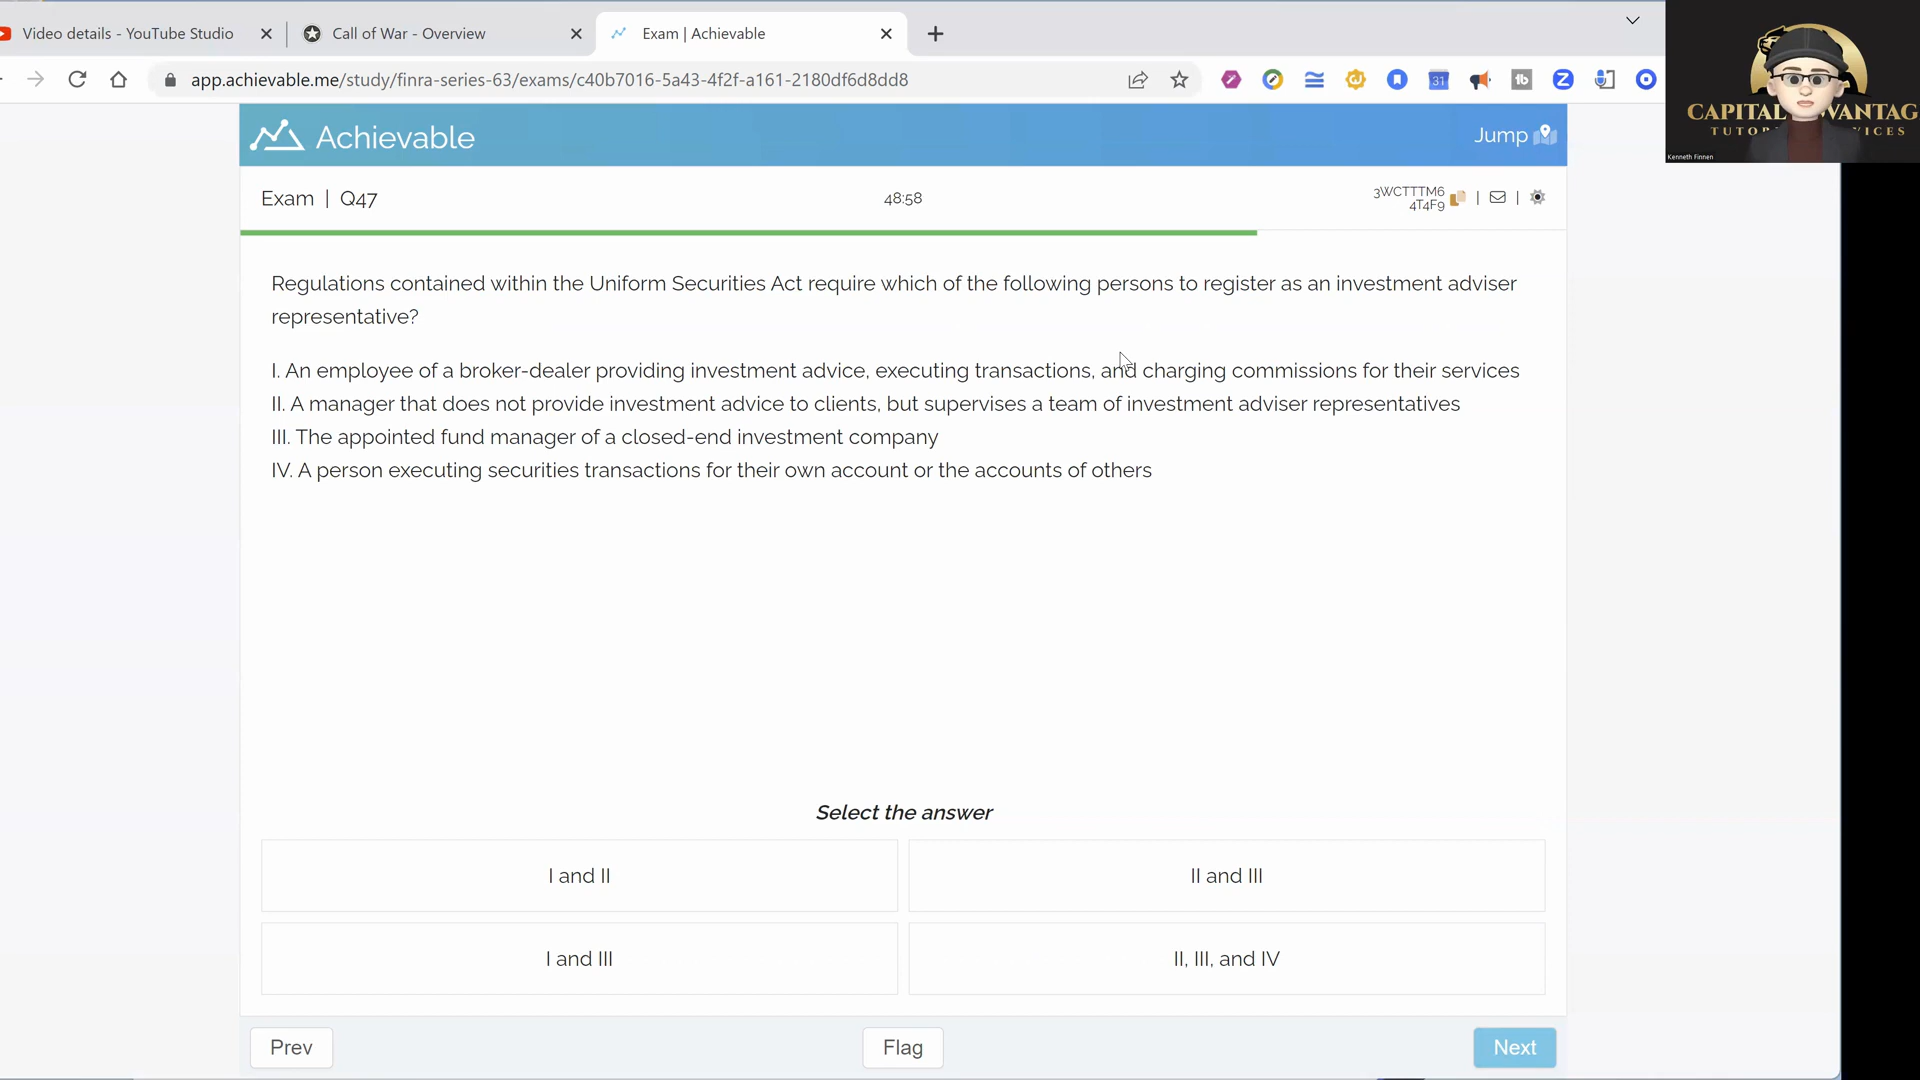 Video details - YouTube Studio
Call of War - Overview
Exam | Achievable
app.achievable.me/study/finra-series-63/exams/c40b7016-5a43-4f2f-a161-2180df6d8dd8
31
Achievable
Jump
Exam | Q47
48:58
3WCTTTM6
4T4F9
Regulations contained within the Uniform Securities Act require which of the following persons to register as an investment adviser
representative?
I. An employee of a broker-dealer providing investment advice, executing transactions, and charging commissions for their services
II. A manager that does not provide investment advice to clients, but supervises a team of investment adviser representatives
III. The appointed fund manager of a closed-end investment company
IV. A person executing securities transactions for their own account or the accounts of others
Select the answer
I and II
II and III
I and III
II, III, and IV
Prev
Flag
Next
CAPITAL
Kenneth Finnen